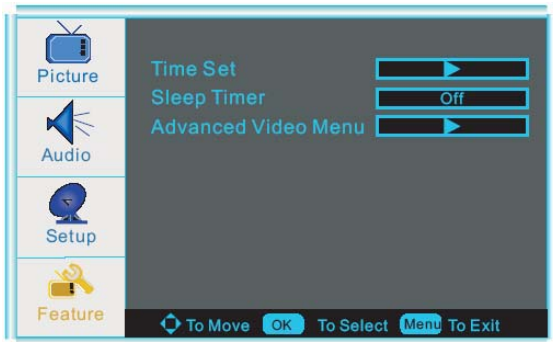 Picture
Audio
Setup
Feature
Time Set
Sleep Timer Off
Advanced Video Menu
To Move OK To Select Menu To Exit